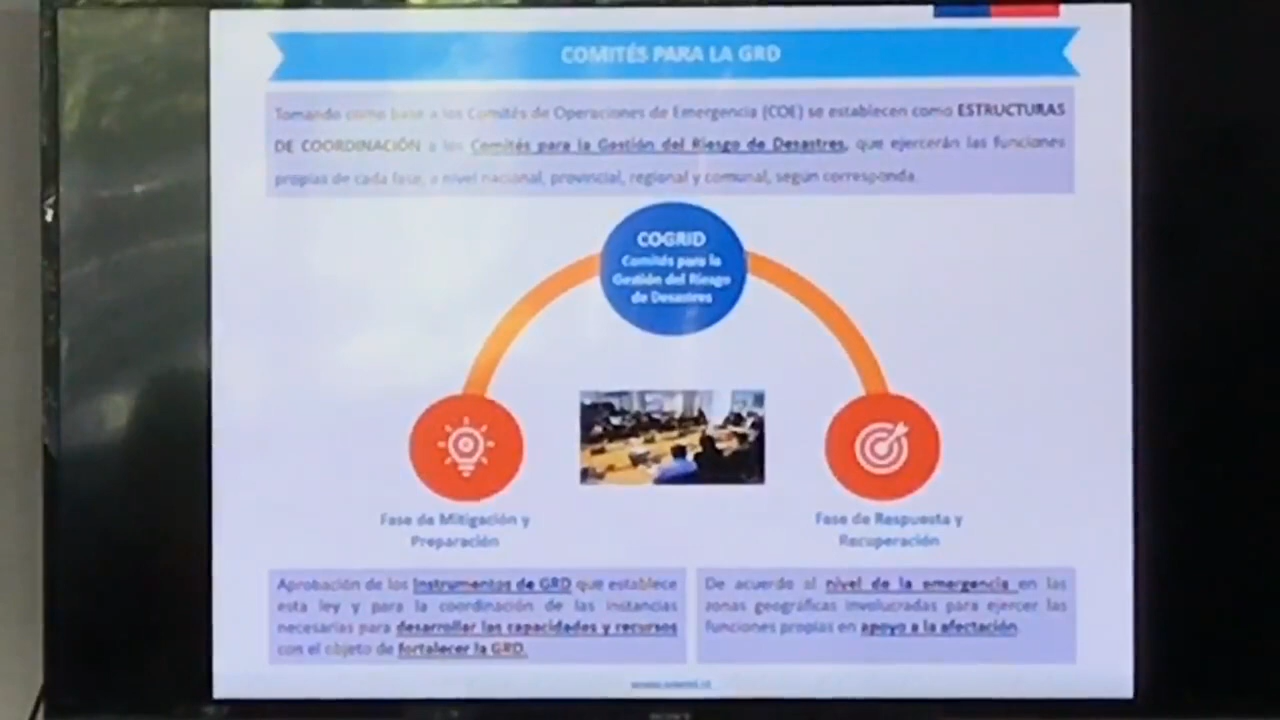 COMITÉS PARA LA GRD
Tomando como base a los Comités de Operaciones de Emergencia (COE) se establecen como ESTRUCTURAS
DE COORDINACIÓN a los Comités para la Gestión del Riesgo de Desastres, que ejercerán las funciones
propias de cada fase, a nivel nacional, provincial, regional y comunal, según corresponda.
COGRID
Comités para la
Gestión del Riesgo
de Desastres
Fase de Mitigación y
Preparación
Fase de Respuesta y
Recuperación
Aprobación de los Instrumentos de GRD que establece
esta ley y para la coordinación de las instancias
necesarias para desarrollar las capacidades y recursos
con el objeto de fortalecer la GRD.
De acuerdo al nivel de la emergencia en las
zonas geográficas involucradas para ejercer las
funciones propias en apoyo a la afectación.